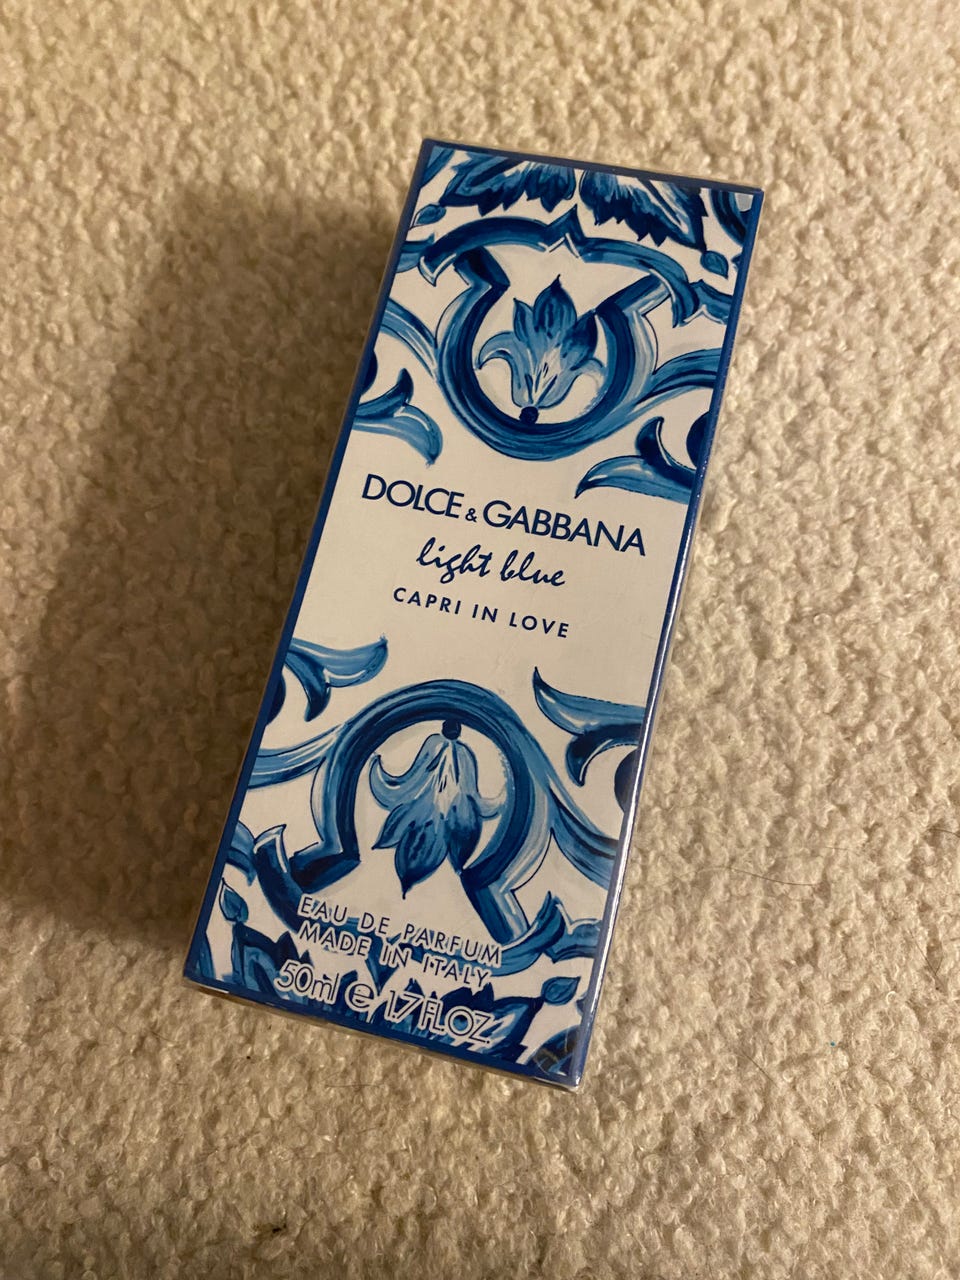 DOLCE & GABBANA
light blue
CAPRI IN LOVE
EAU DE PARFUM
MADE IN ITALY
50ml e 1.7 FL.OZ.